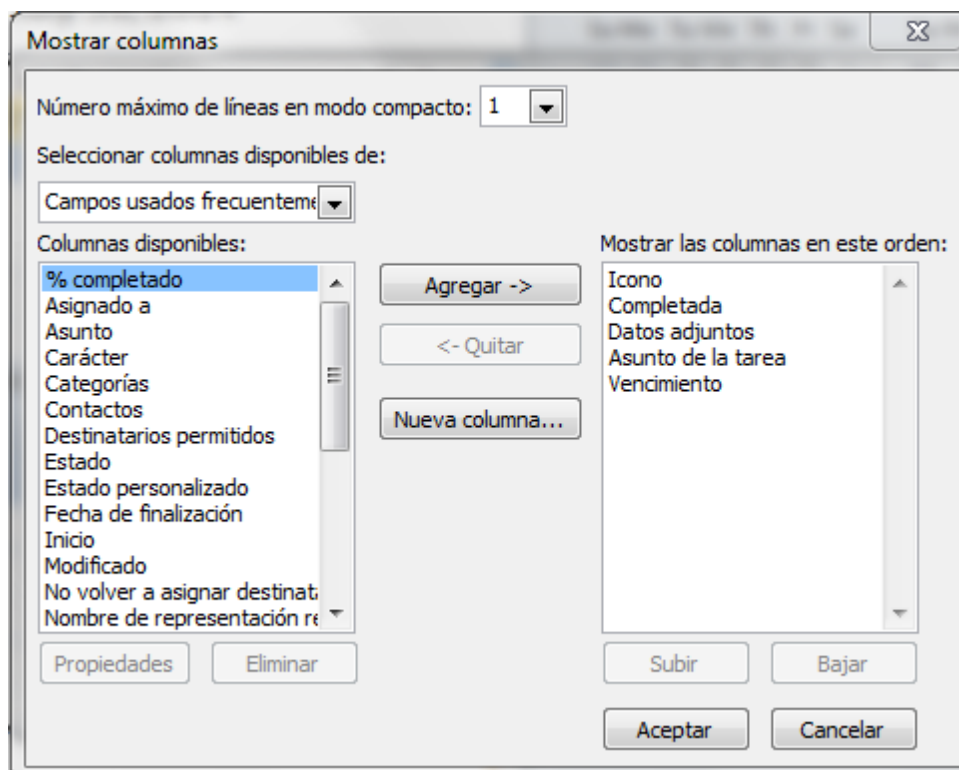 Mostrar columnas
Número máximo de líneas en modo compacto: 1
Seleccionar columnas disponibles de:
Campos usados frecuenteme
Columnas disponibles:
% completado
Asignado a
Asunto
Carácter
Categorías
Contactos
Destinatarios permitidos
Estado
Estado personalizado
Fecha de finalización
Inicio
Modificado
No volver a asignar destinat
Nombre de representación re
Propiedades
Eliminar
Agregar ->
<- Quitar
Nueva columna...
Mostrar las columnas en este orden:
Icono
Completada
Datos adjuntos
Asunto de la tarea
Vencimiento
Subir
Bajar
Aceptar
Cancelar